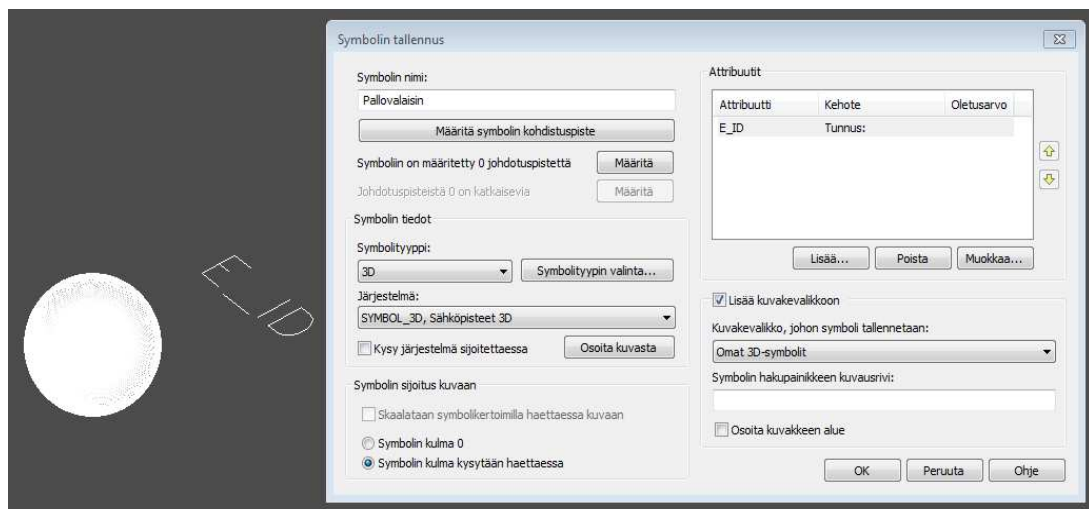 Symbolin tallennus
Symbolin nimi:
Pallovalaisin
Määritä symbolin kohdistuspiste
Symboliin on määritetty 0 johdotuspistettä
Määritä
Johdotuspisteistä 0 on katkaisevia
Määritä
Symbolin tiedot
Symbolityyppi:
3D
Symbolityypin valinta...
Järjestelmä:
SYMBOL_3D, Sähköpisteet 3D
Kysy järjestelmä sijoitettaessa
Osoita kuvasta
Symbolin sijoitus kuvaan
Skaalataan symbolikertoimilla haettaessa kuvaan
Symbolin kulma 0
Symbolin kulma kysytään haettaessa
Attribuutit
Attribuutti Kehote Oletusarvo
E_ID Tunnus:
Lisää... Poista Muokkaa...
Lisää kuvakevalikkoon
Kuvakevalikko, johon symboli tallennetaan:
Omat 3D-symbolit
Symbolin hakupainikkeen kuvausrivi:
Osoita kuvakkeen alue
OK Peruuta Ohje
E_ID